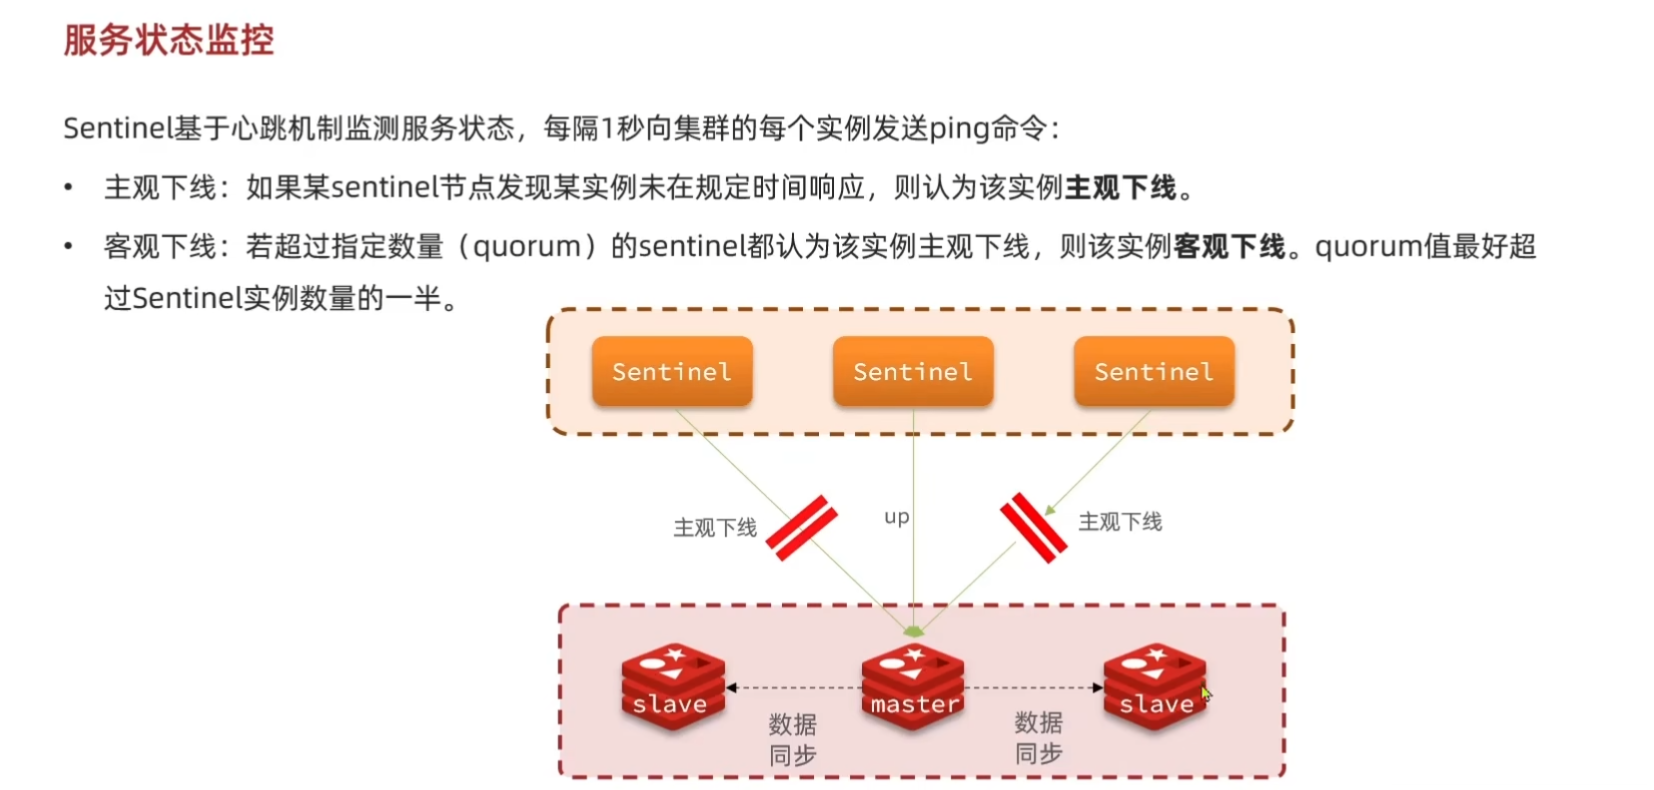 服务状态监控
Sentinel基于心跳机制监测服务状态，每隔1秒向集群的每个实例发送ping命令：
• 主观下线：如果某sentinel节点发现某实例未在规定时间响应，则认为该实例主观下线。
• 客观下线：若超过指定数量（quorum）的sentinel都认为该实例主观下线，则该实例客观下线。quorum值最好超
过Sentinel实例数量的一半。
Sentinel
Sentinel
Sentinel
主观下线
up
主观下线
slave
master
slave
数据
同步
数据
同步